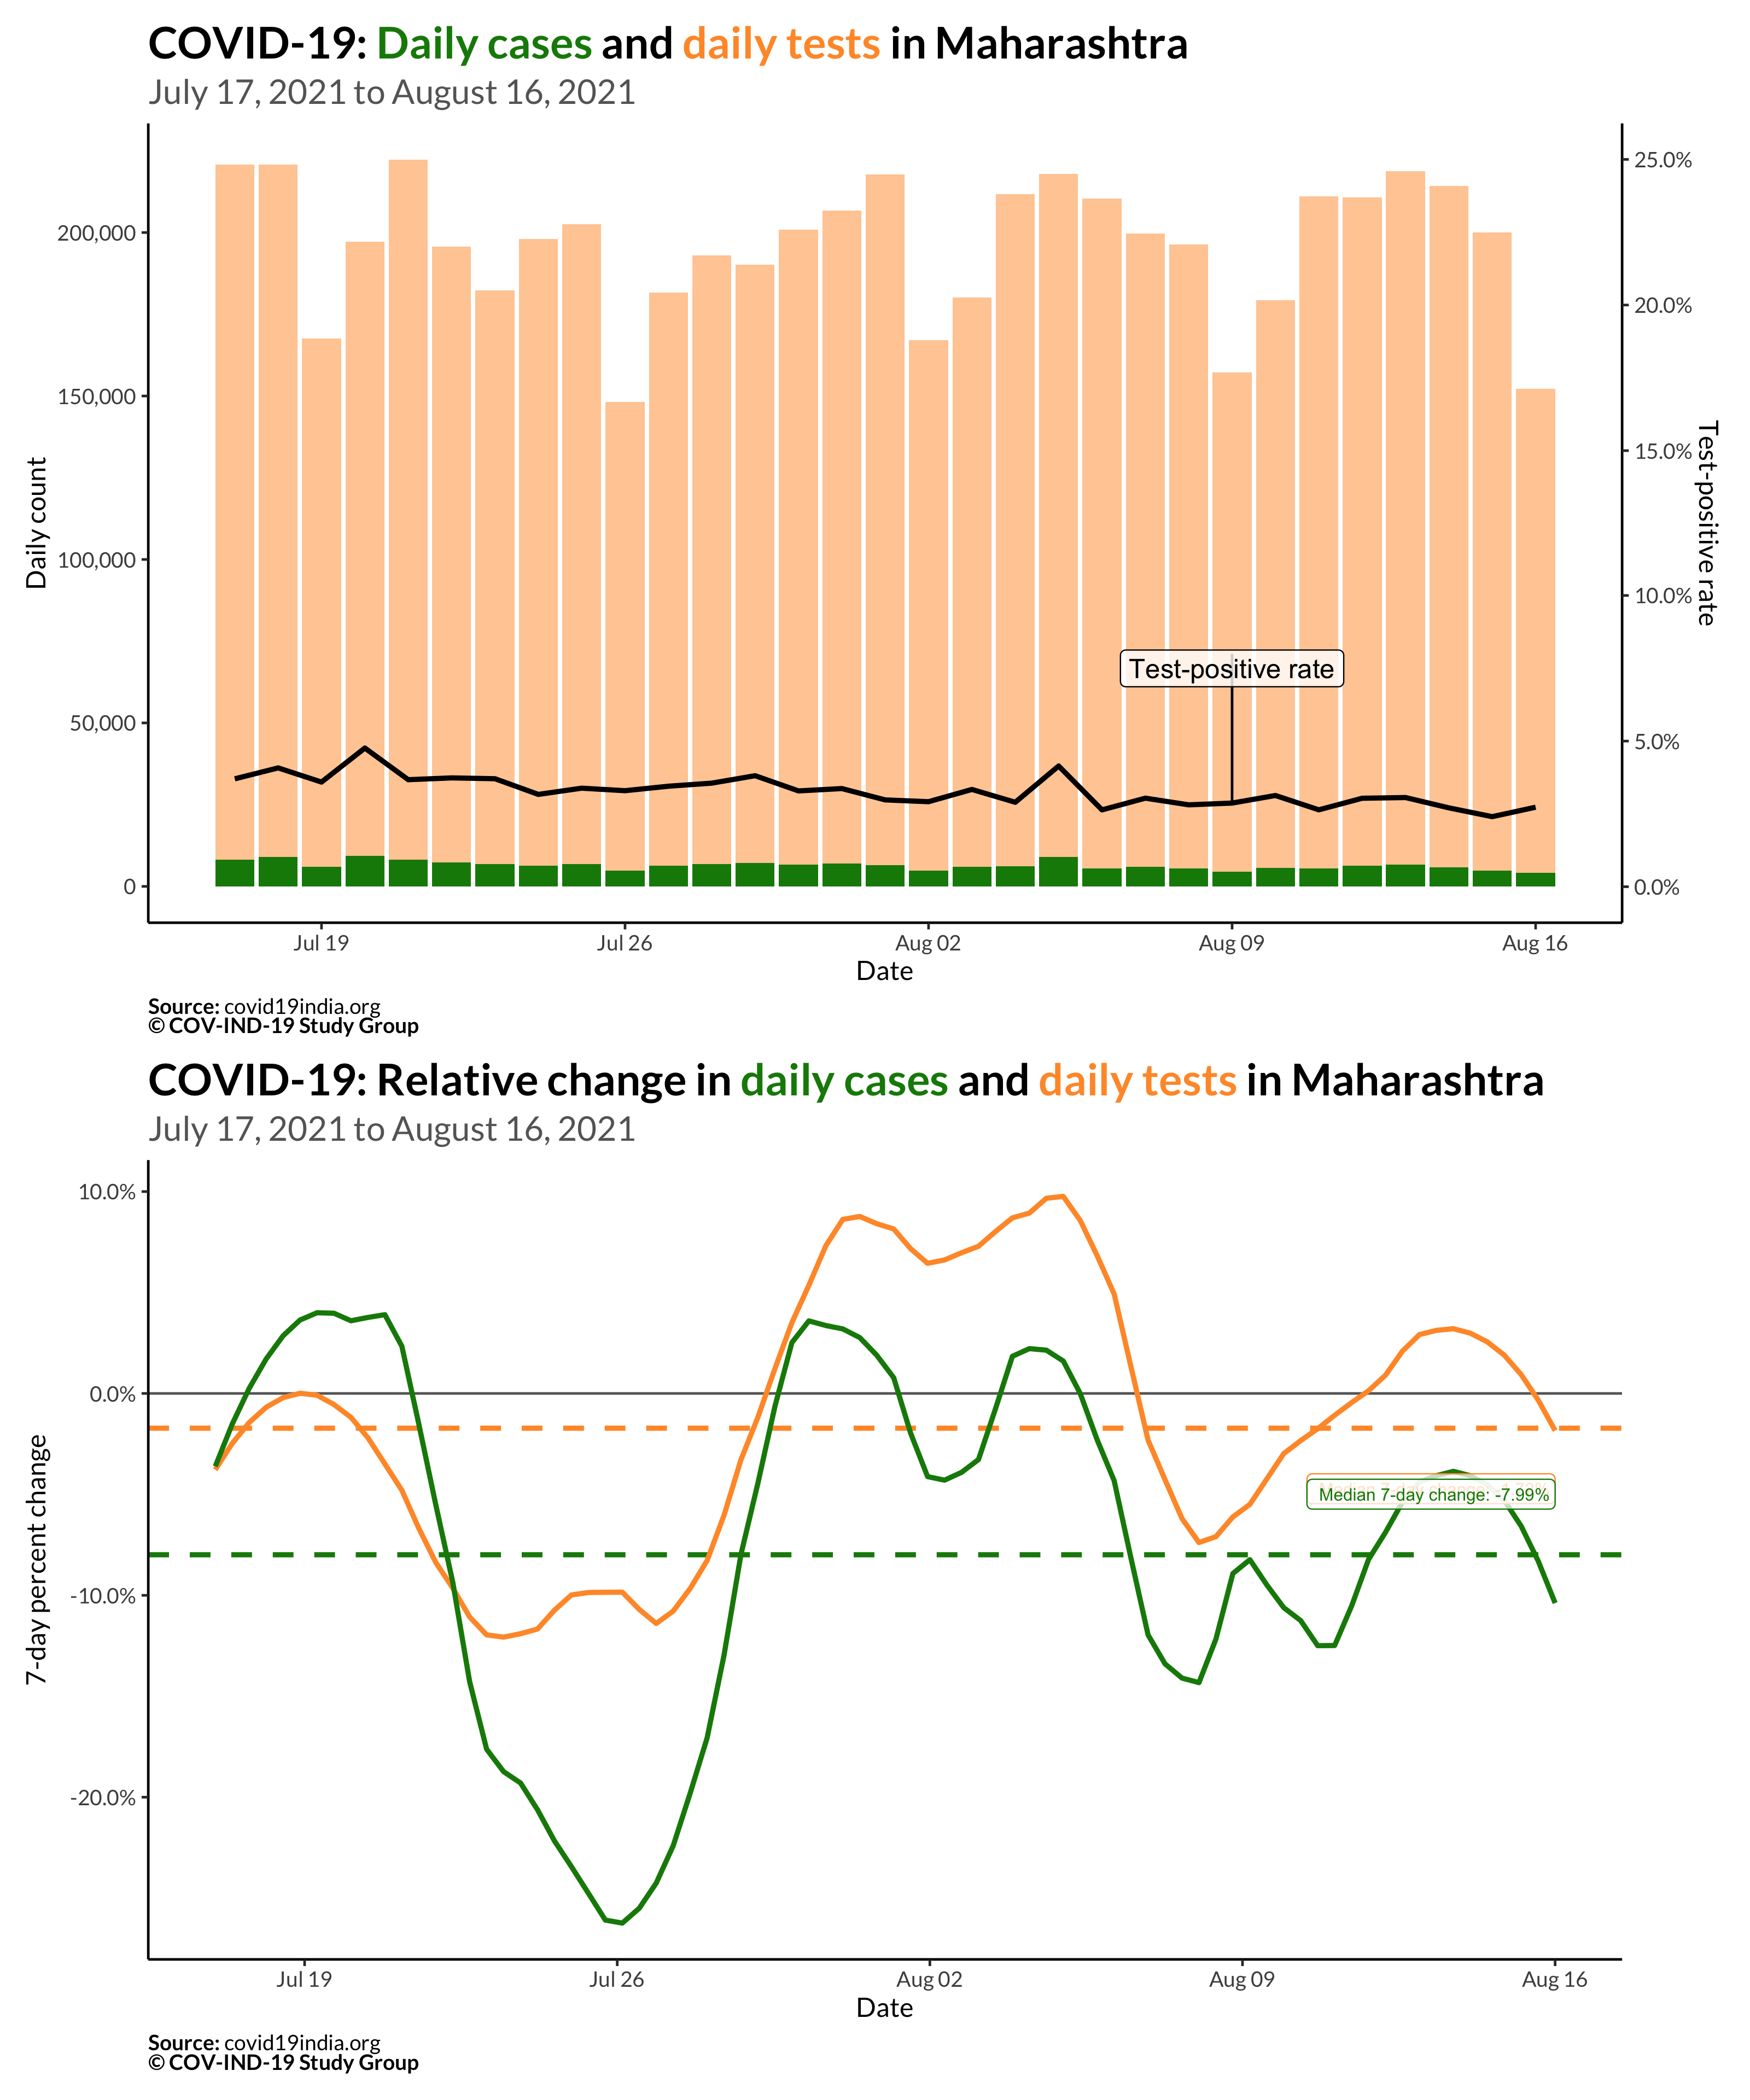 COVID-19: Daily cases and daily tests in Maharashtra
July 17, 2021 to August 16, 2021
Daily count
200,000
150,000
100,000
50,000
0
25.0%
20.0%
15.0%
10.0%
5.0%
0.0%
Test-positive rate
Test-positive rate
Jul 19
Jul 26
Aug 02
Aug 09
Aug 16
Date
Source: covid19india.org
© COV-IND-19 Study Group
COVID-19: Relative change in daily cases and daily tests in Maharashtra
July 17, 2021 to August 16, 2021
7-day percent change
10.0%
0.0%
-10.0%
-20.0%
Median 7-day change: -7.99%
Jul 19
Jul 26
Aug 02
Aug 09
Aug 16
Date
Source: covid19india.org
© COV-IND-19 Study Group